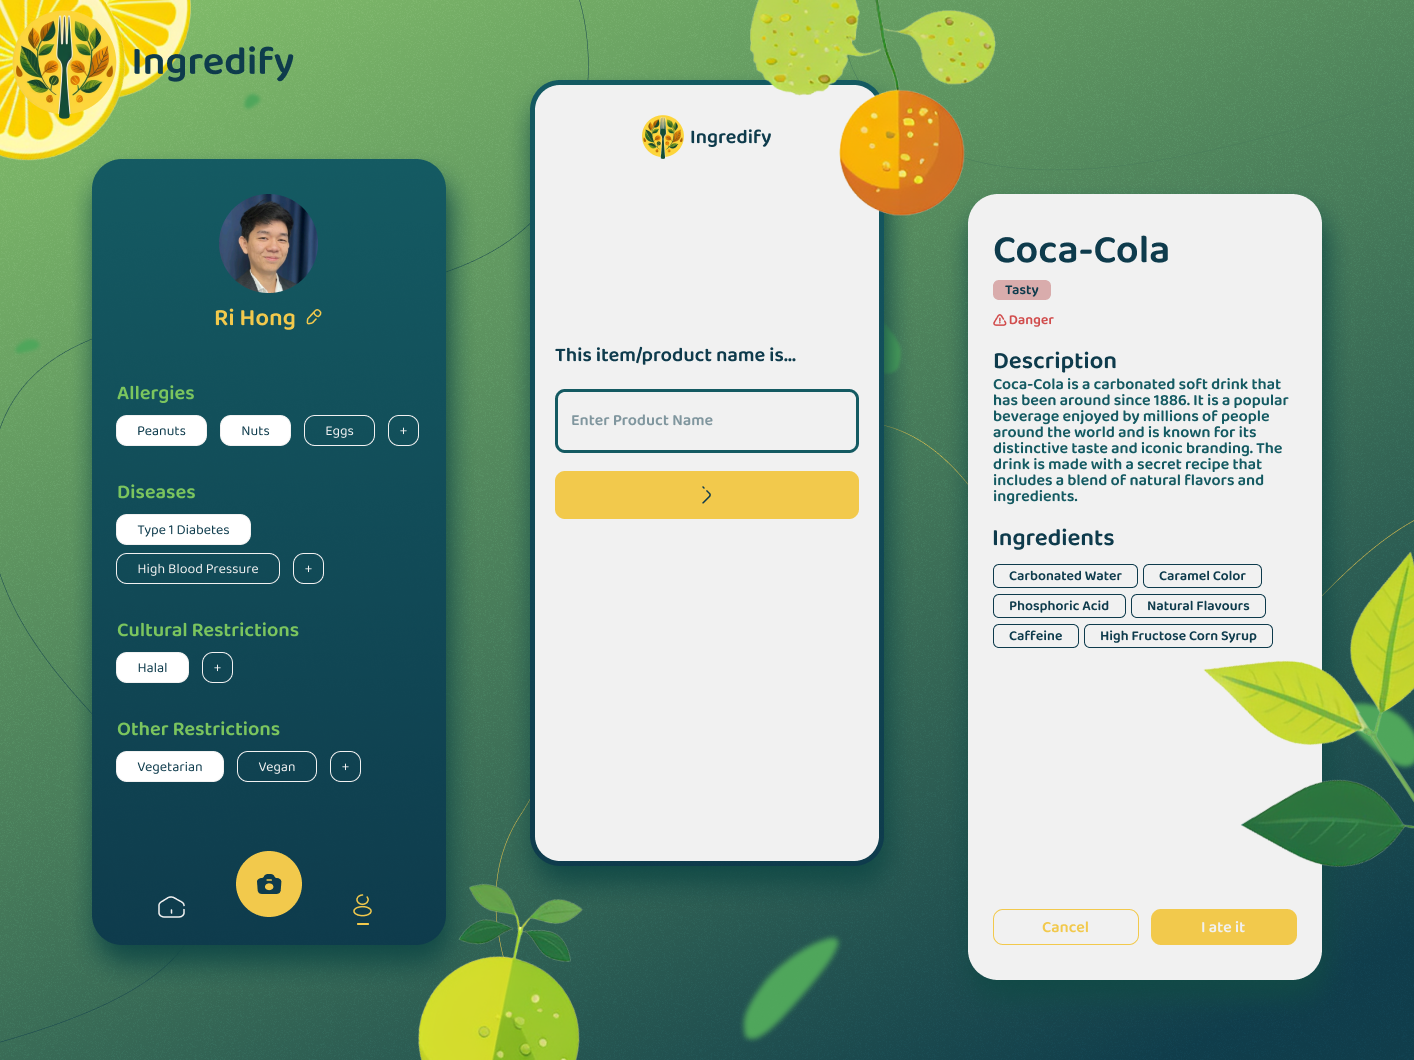 Ingredify
Ri Hong
Allergies
Peanuts Nuts Eggs +
Diseases
Type 1 Diabetes
High Blood Pressure +
Cultural Restrictions
Halal +
Other Restrictions
Vegetarian Vegan +
Ingredify
This item/product name is...
Enter Product Name
Coca-Cola
Tasty
Danger
Description
Coca-Cola is a carbonated soft drink that
has been around since 1886. It is a popular
beverage enjoyed by millions of people
around the world and is known for its
distinctive taste and iconic branding. The
drink is made with a secret recipe that
includes a blend of natural flavors and
ingredients.
Ingredients
Carbonated Water Caramel Color
Phosphoric Acid Natural Flavours
Caffeine High Fructose Corn Syrup
Cancel I ate it